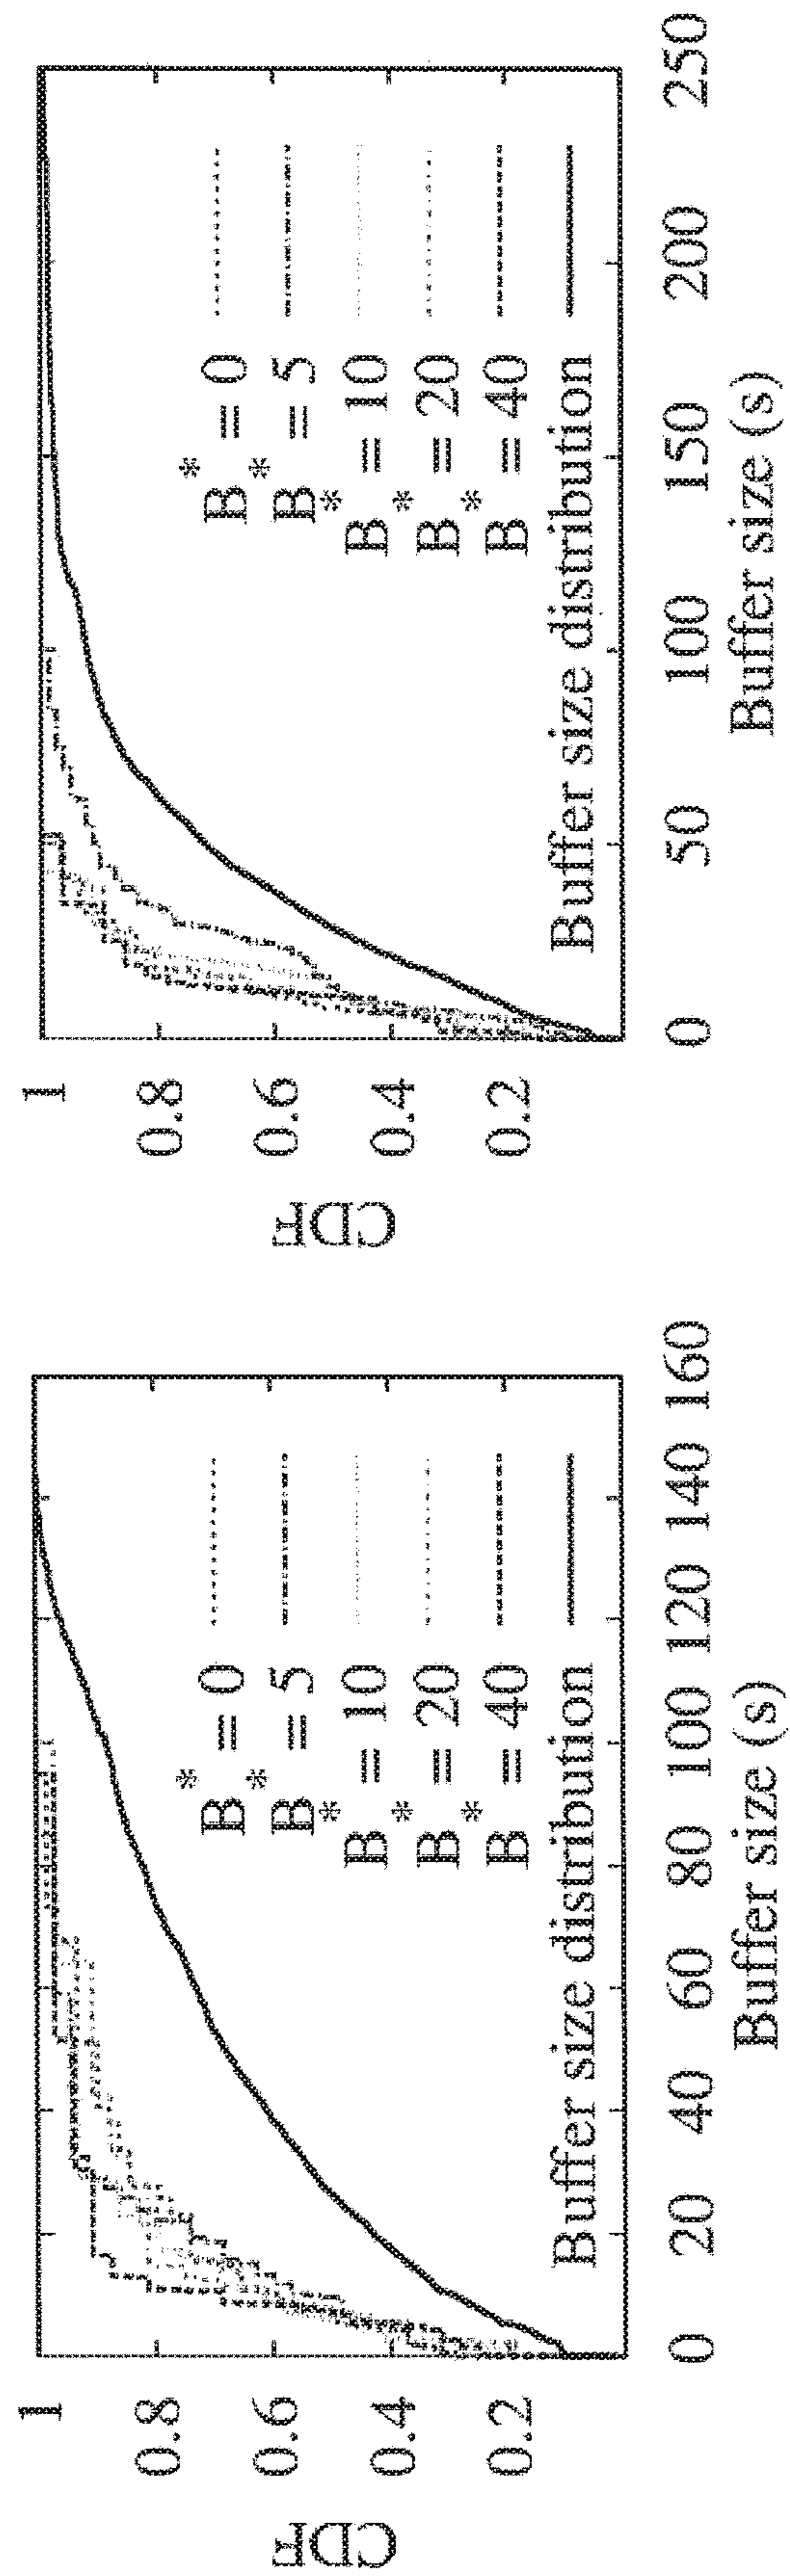 CDF
1
0.8
0.6
0.4
0.2
B* = 0
B* = 5
B* = 10
B* = 20
B* = 40
Buffer size distribution
0 20 40 60 80 100 120 140 160
Buffer size (s)
CDF
1
0.8
0.6
0.4
0.2
B* = 0
B* = 5
B* = 10
B* = 20
B* = 40
Buffer size distribution
0 50 100 150 200 250
Buffer size (s)